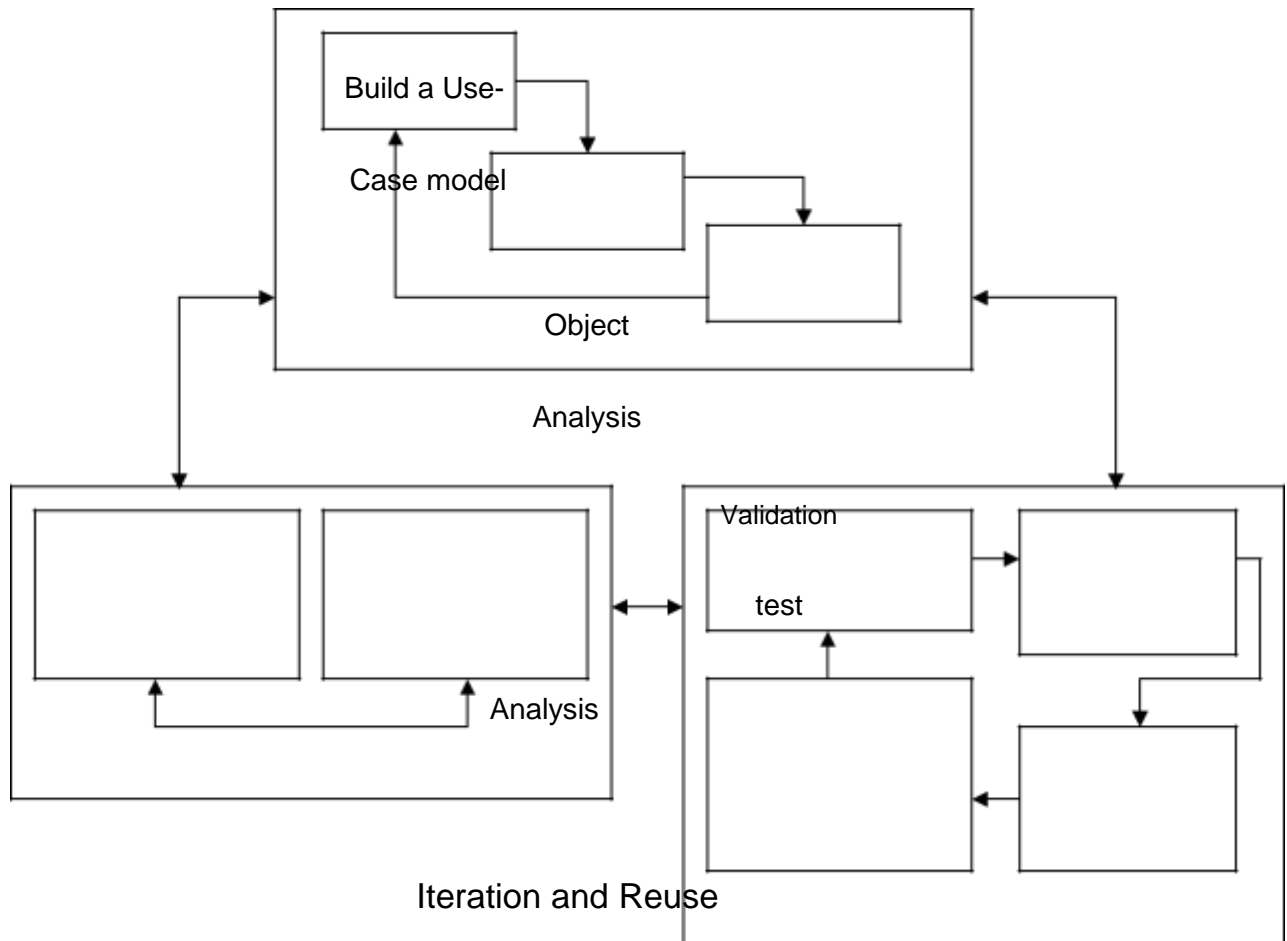 Build a Use-
Case model
Object
Analysis
Validation
test
Analysis
Iteration and Reuse